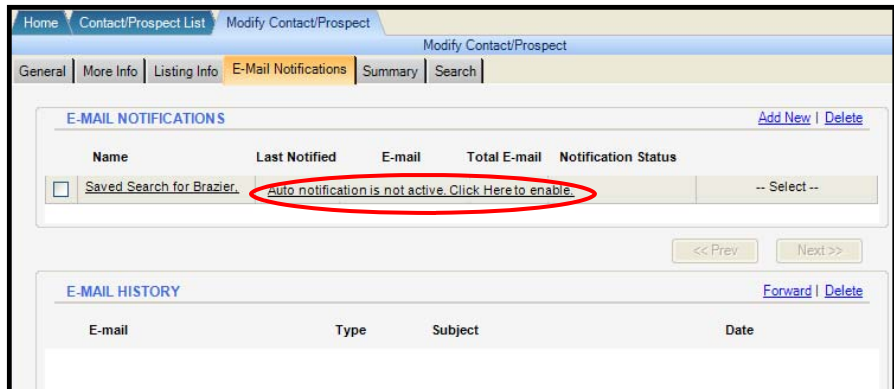 Home Contact/Prospect List Modify Contact/Prospect
Modify Contact/Prospect
General More Info Listing Info E-Mail Notifications Summary Search
E-MAIL NOTIFICATIONS Add New | Delete
Name Last Notified E-mail Total E-mail Notification Status
Saved Search for Brazier, Auto notification is not active. Click Here to enable. -- Select --
<< Prev Next >>
E-MAIL HISTORY Forward | Delete
E-mail Type Subject Date